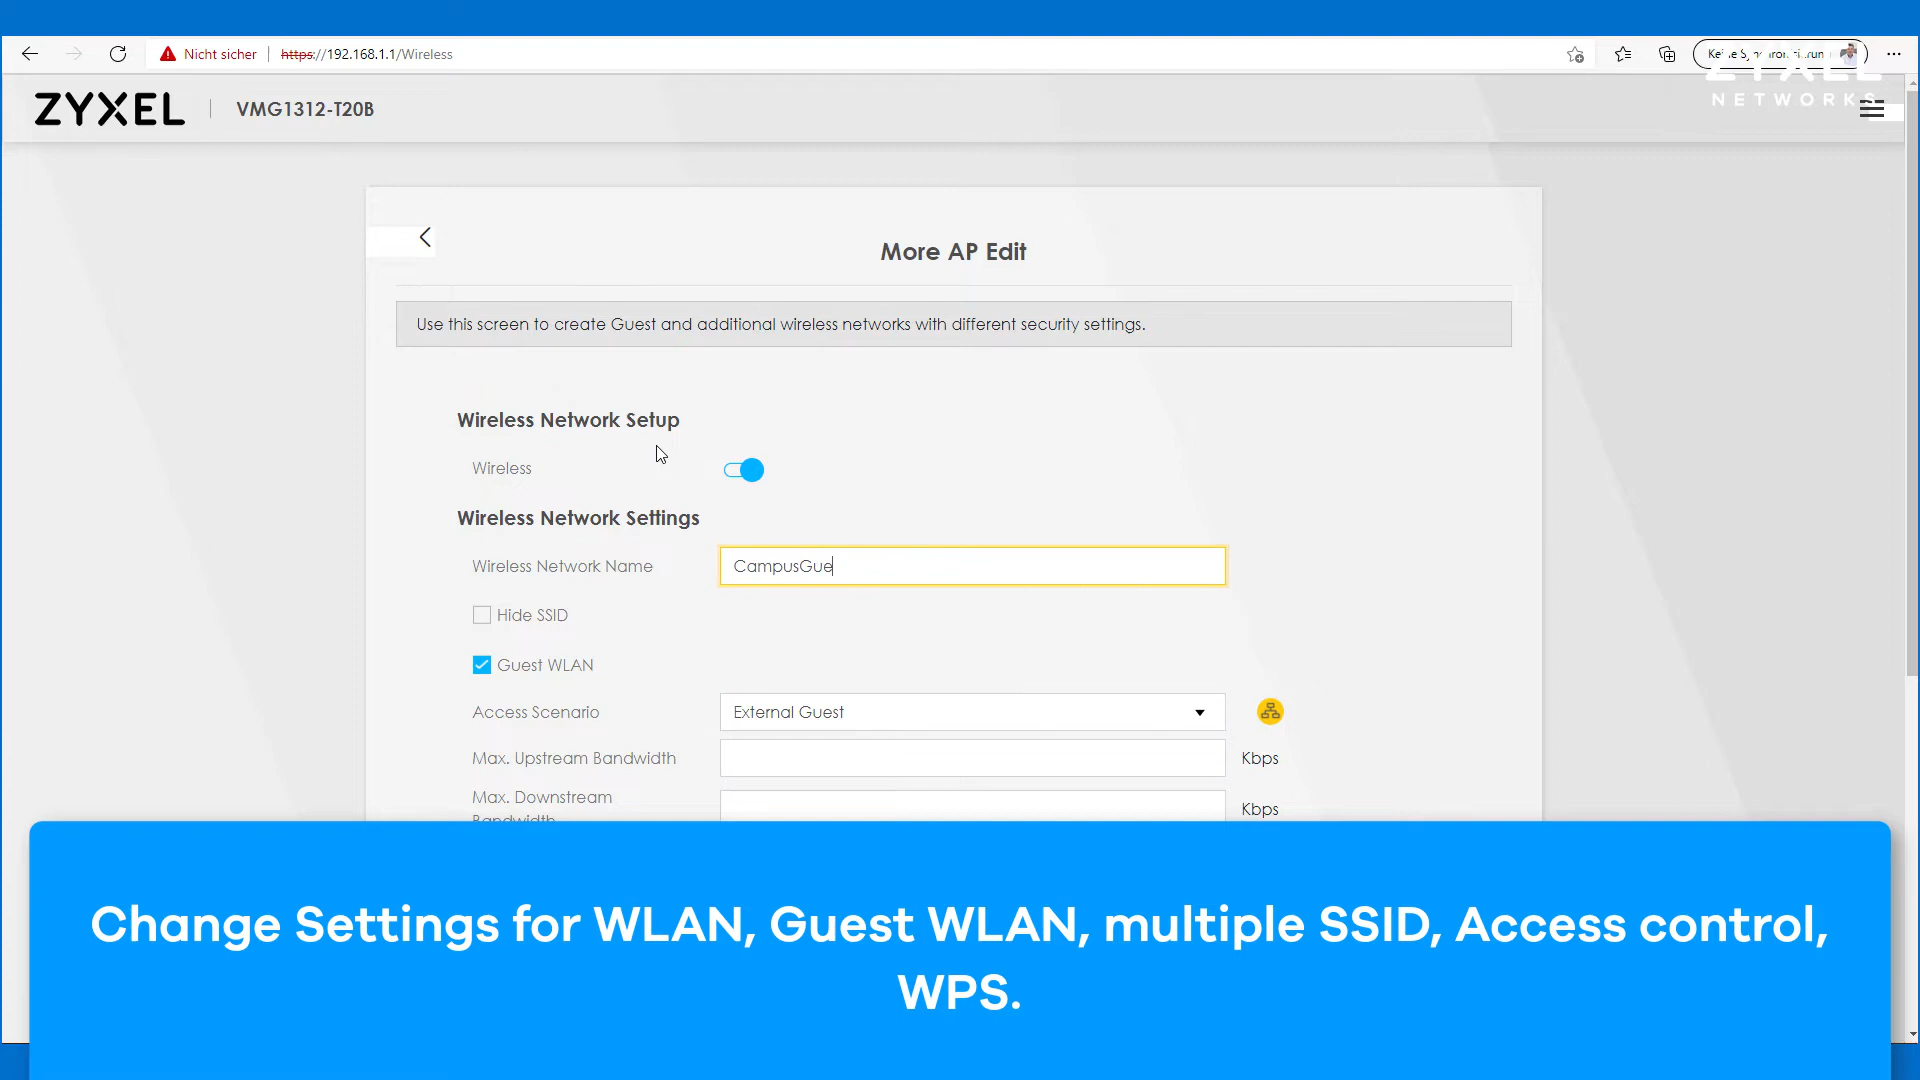 Nicht sicher
https://192.168.1.1/Wireless
ZYXEL
NETWORKS
ZYXEL
VMG1312-T20B
More AP Edit
Use this screen to create Guest and additional wireless networks with different security settings.
Wireless Network Setup
Wireless
Wireless Network Settings
Wireless Network Name
CampusGue
Hide SSID
Guest WLAN
Access Scenario
External Guest
Max. Upstream Bandwidth
Kbps
Max. Downstream
Bandwidth
Kbps
Change Settings for WLAN, Guest WLAN, multiple SSID, Access control,
WPS.